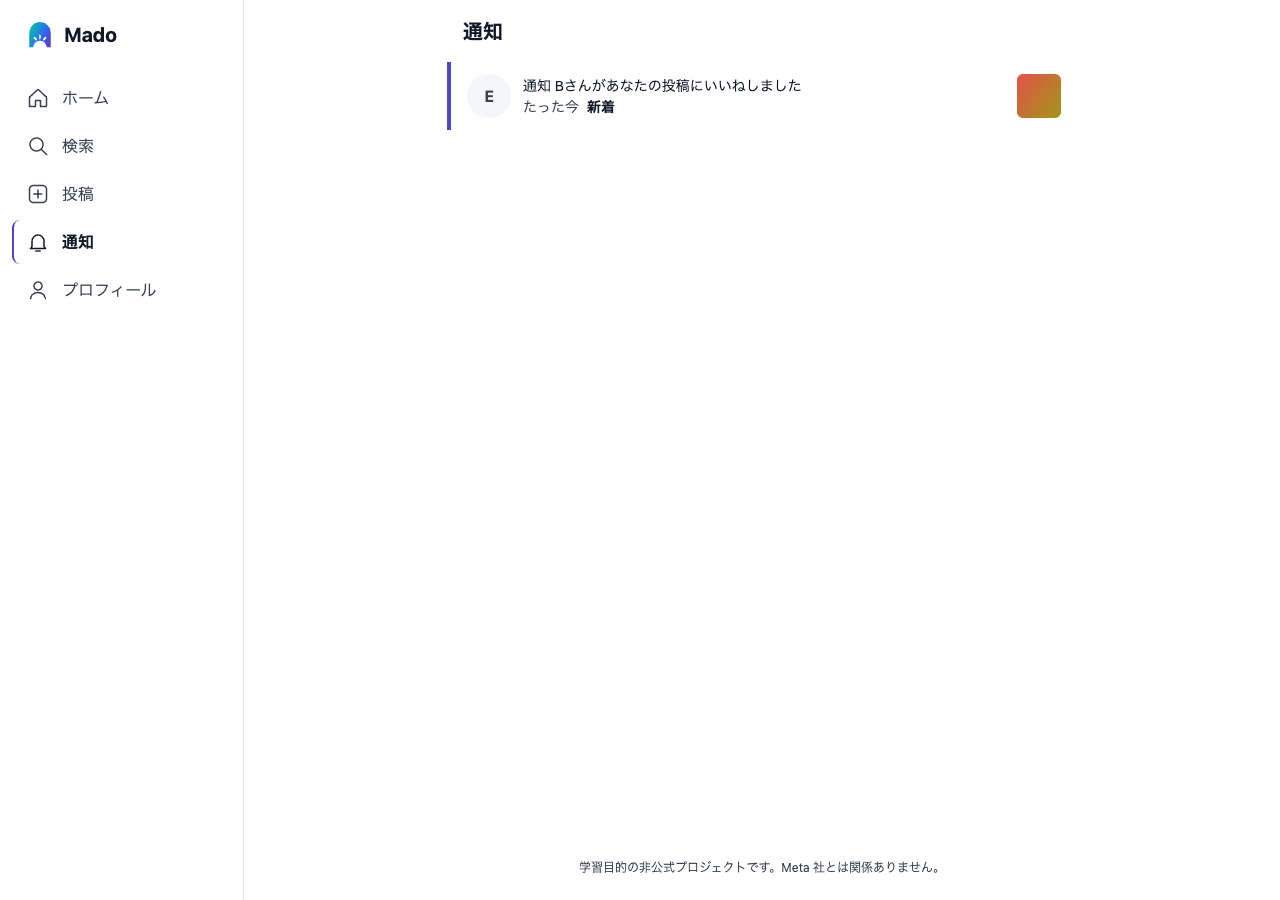 Mado
ホーム
検索
投稿
通知
プロフィール
通知
E
通知 Bさんがあなたの投稿にいいねしました
たった今 新着
学習目的の非公式プロジェクトです。Meta 社とは関係ありません。